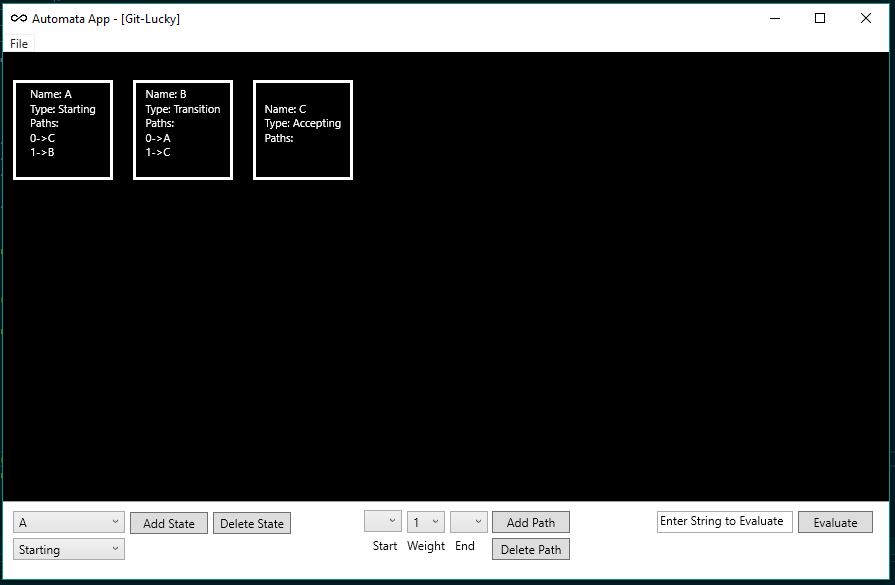 Automata App - [Git-Lucky]
File
Name: A
Type: Starting
Paths:
0->C
1->B
Name: B
Type: Transition
Paths:
0->A
1->C
Name: C
Type: Accepting
Paths:
A
Add State
Delete State
1
Add Path
Enter String to Evaluate
Evaluate
Starting
Start
Weight
End
Delete Path